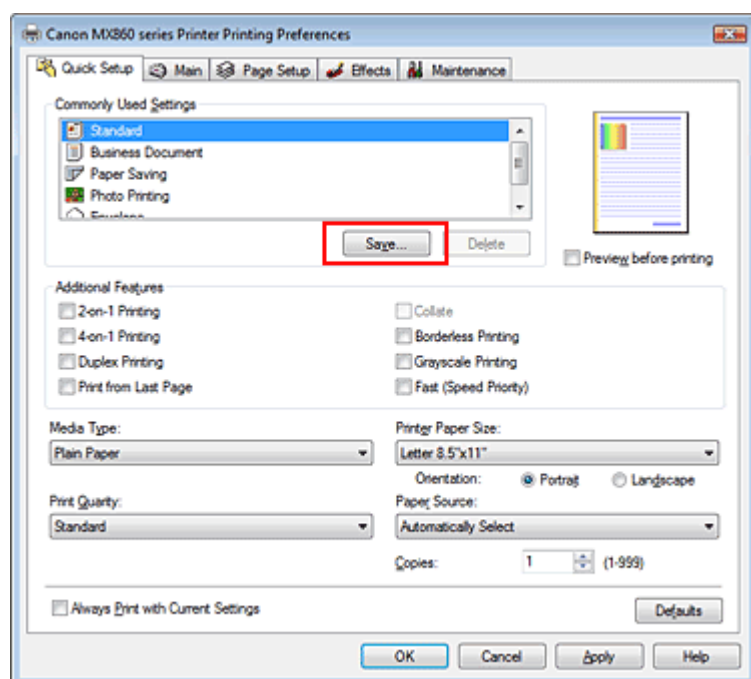 Canon MX860 series Printer Printing Preferences
Quick Setup Main Page Setup Effects Maintenance
Commonly Used Settings
Standard
Business Document
Paper Saving
Photo Printing
Envelope
Save... Delete
Preview before printing
Additional Features
2-on-1 Printing
4-on-1 Printing
Duplex Printing
Print from Last Page
Collate
Borderless Printing
Grayscale Printing
Fast (Speed Priority)
Media Type:
Plain Paper
Printer Paper Size:
Letter 8.5"x11"
Orientation: Portrait Landscape
Print Quarty:
Standard
Paper Source:
Automatically Select
Copies: 1 (1-999)
Always Print with Current Settings
Defaults
OK Cancel Apply Help